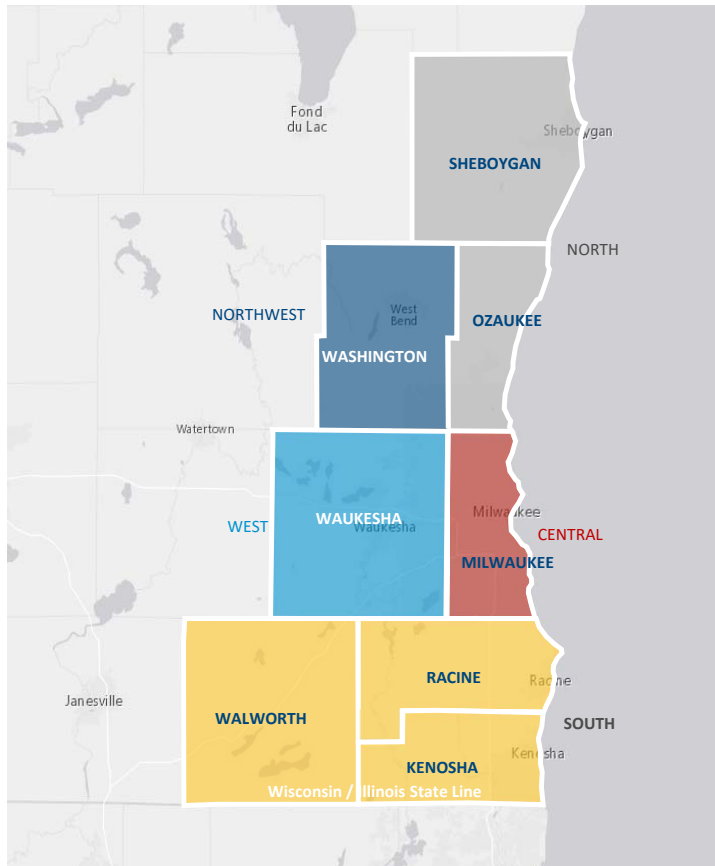 Fond
du Lac
Sheboygan
SHEBOYGAN
NORTH
NORTHWEST
West
Bend
OZAUKEE
WASHINGTON
Watertown
WAUKESHA
Waukesha
WEST
Milwaukee
CENTRAL
MILWAUKEE
RACINE
Racine
Janesville
WALWORTH
SOUTH
Kenosha
KENOSHA
Wisconsin / Illinois State Line